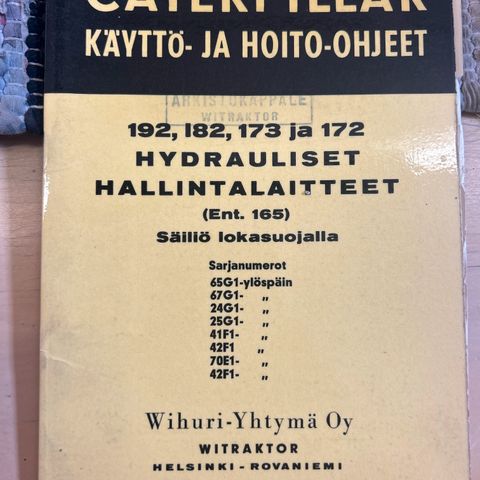 CATERPILLAR
KÄYTTÖ- JA HOITO-OHJEET
ARKISTOKAPPALE
WITRAKTOR
192, 182, 173 ja 172
HYDRAULISET
HALLINTALAITTEET
(Ent. 165)
Säiliö lokasuojalla
Sarjanumerot
65G1-ylöspäin
67G1- „
24G1- „
25G1- „
41F1- „
42F1 „
70E1- „
42F1- „
Wihuri-Yhtymä Oy
WITRAKTOR
HELSINKI - ROVANIEMI